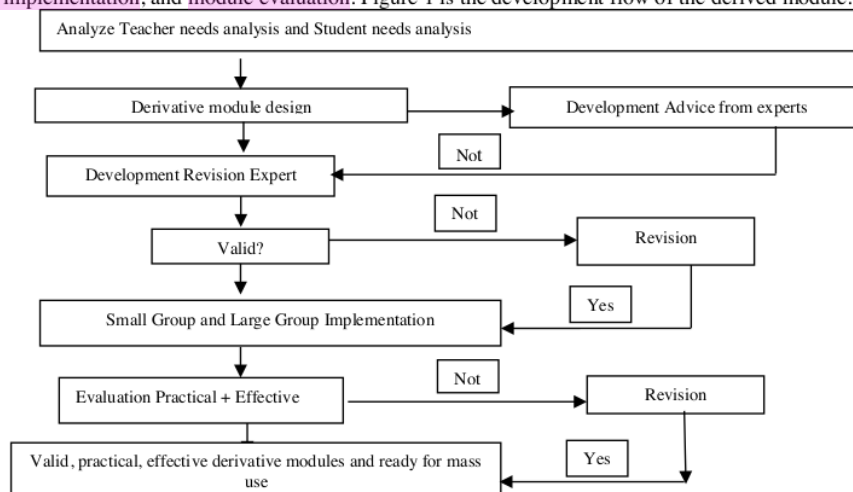 implementation, and module evaluation. Figure 1 is the development flow of the derived module.
Analyze Teacher needs analysis and Student needs analysis
Derivative module design
Development Advice from experts
Not
Development Revision Expert
Not
Valid?
Revision
Yes
Small Group and Large Group Implementation
Not
Evaluation Practical + Effective
Revision
Valid, practical, effective derivative modules and ready for mass
use
Yes